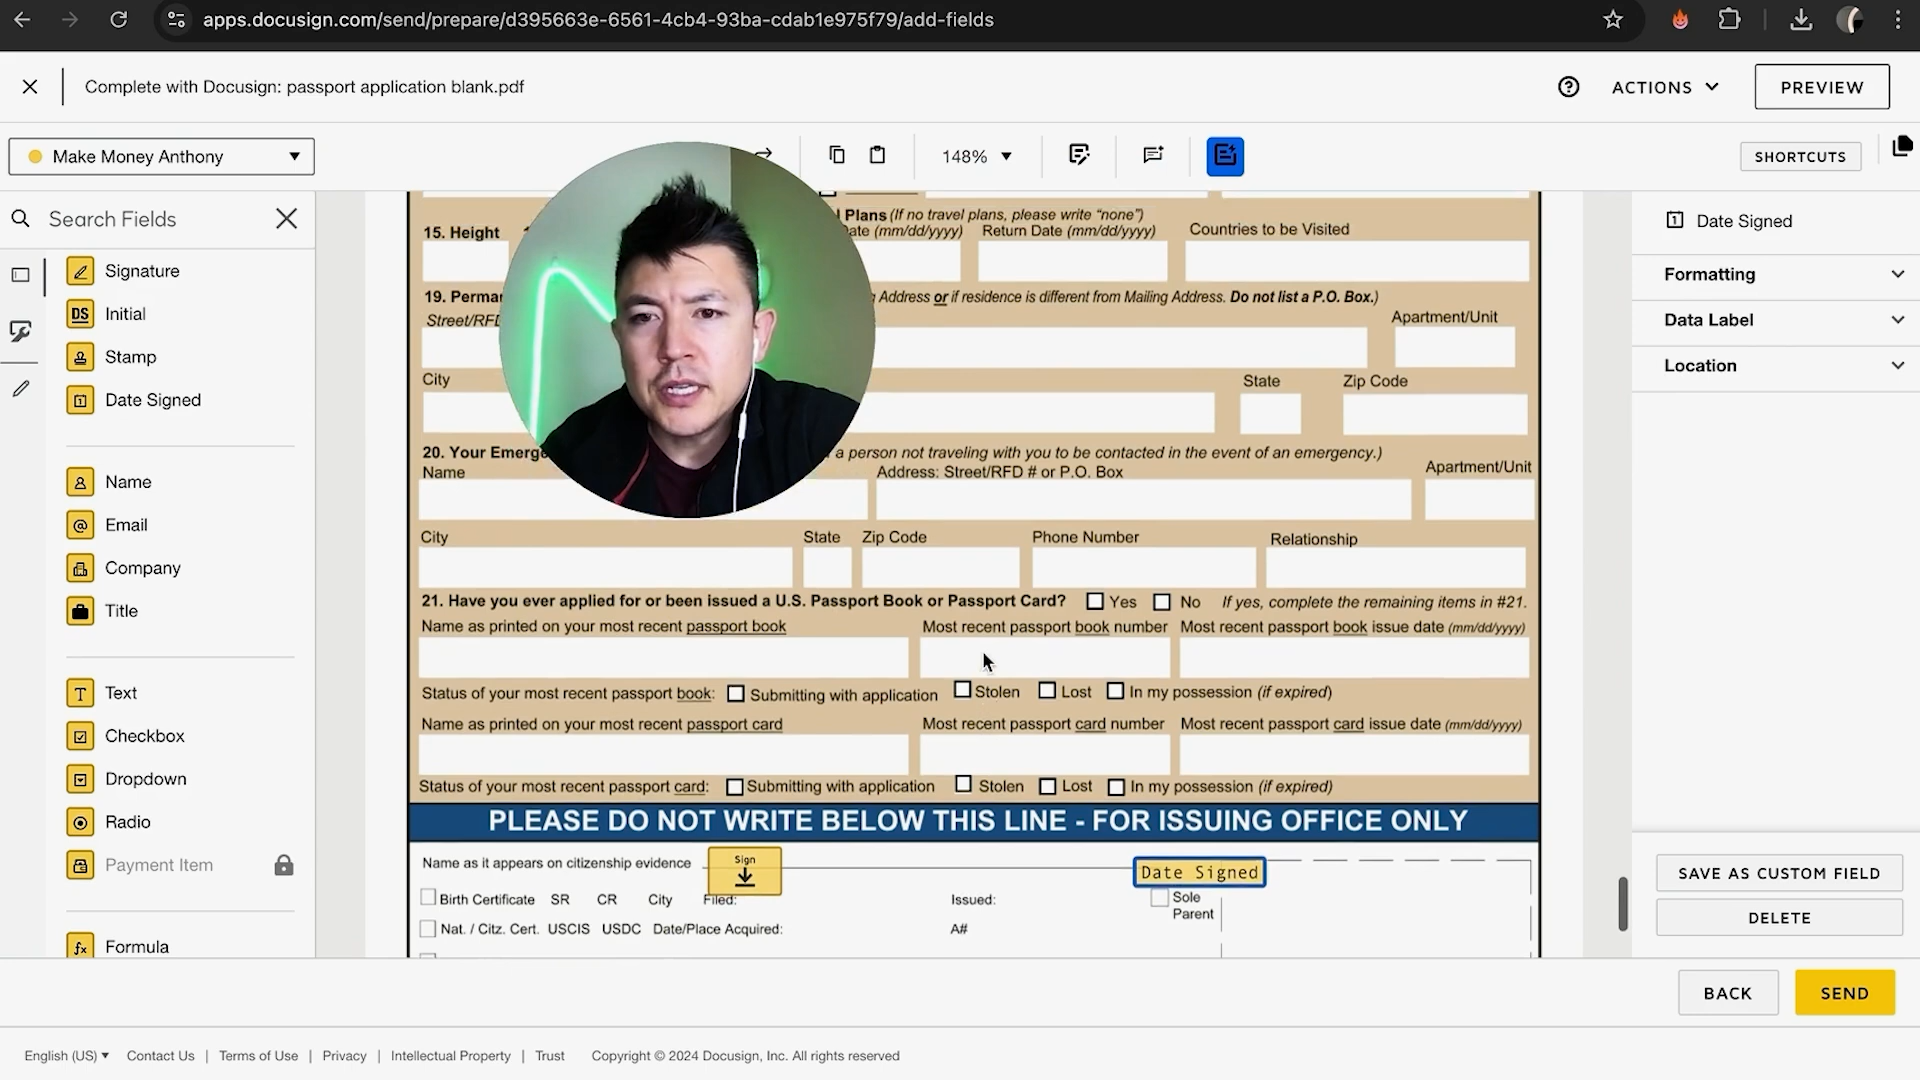 apps.docusign.com/send/prepare/d395663e-6561-4cb4-93ba-cdab1e975f79/add-fields
Complete with Docusign: passport application blank.pdf
ACTIONS
PREVIEW
Make Money Anthony
148%
SHORTCUTS
Search Fields
Signature
DS Initial
Stamp
Date Signed
Name
Email
Company
Title
Text
Checkbox
Dropdown
Radio
Payment Item
Formula
Plans (If no travel plans, please write “none”)
15. Height
Date (mm/dd/yyyy)
Return Date (mm/dd/yyyy)
Countries to be Visited
19. Perma
Address or if residence is different from Mailing Address. Do not list a P.O. Box.)
Street/RFD
Apartment/Unit
City
State
Zip Code
20. Your Emerge
a person not traveling with you to be contacted in the event of an emergency.)
Name
Address: Street/RFD # or P.O. Box
Apartment/Unit
City
State
Zip Code
Phone Number
Relationship
21. Have you ever applied for or been issued a U.S. Passport Book or Passport Card? Yes No If yes, complete the remaining items in #21.
Name as printed on your most recent passport book
Most recent passport book number
Most recent passport book issue date (mm/dd/yyyy)
Status of your most recent passport book: Submitting with application Stolen Lost In my possession (if expired)
Name as printed on your most recent passport card
Most recent passport card number
Most recent passport card issue date (mm/dd/yyyy)
Status of your most recent passport card: Submitting with application Stolen Lost In my possession (if expired)
PLEASE DO NOT WRITE BELOW THIS LINE - FOR ISSUING OFFICE ONLY
Name as it appears on citizenship evidence
Sign
Date Signed
Birth Certificate SR CR City Filed:
Issued:
Sole
Parent
Nat. / Citz. Cert. USCIS USDC Date/Place Acquired:
A#
Date Signed
Formatting
Data Label
Location
SAVE AS CUSTOM FIELD
DELETE
BACK
SEND
English (US)
Contact Us | Terms of Use | Privacy | Intellectual Property | Trust
Copyright © 2024 Docusign, Inc. All rights reserved